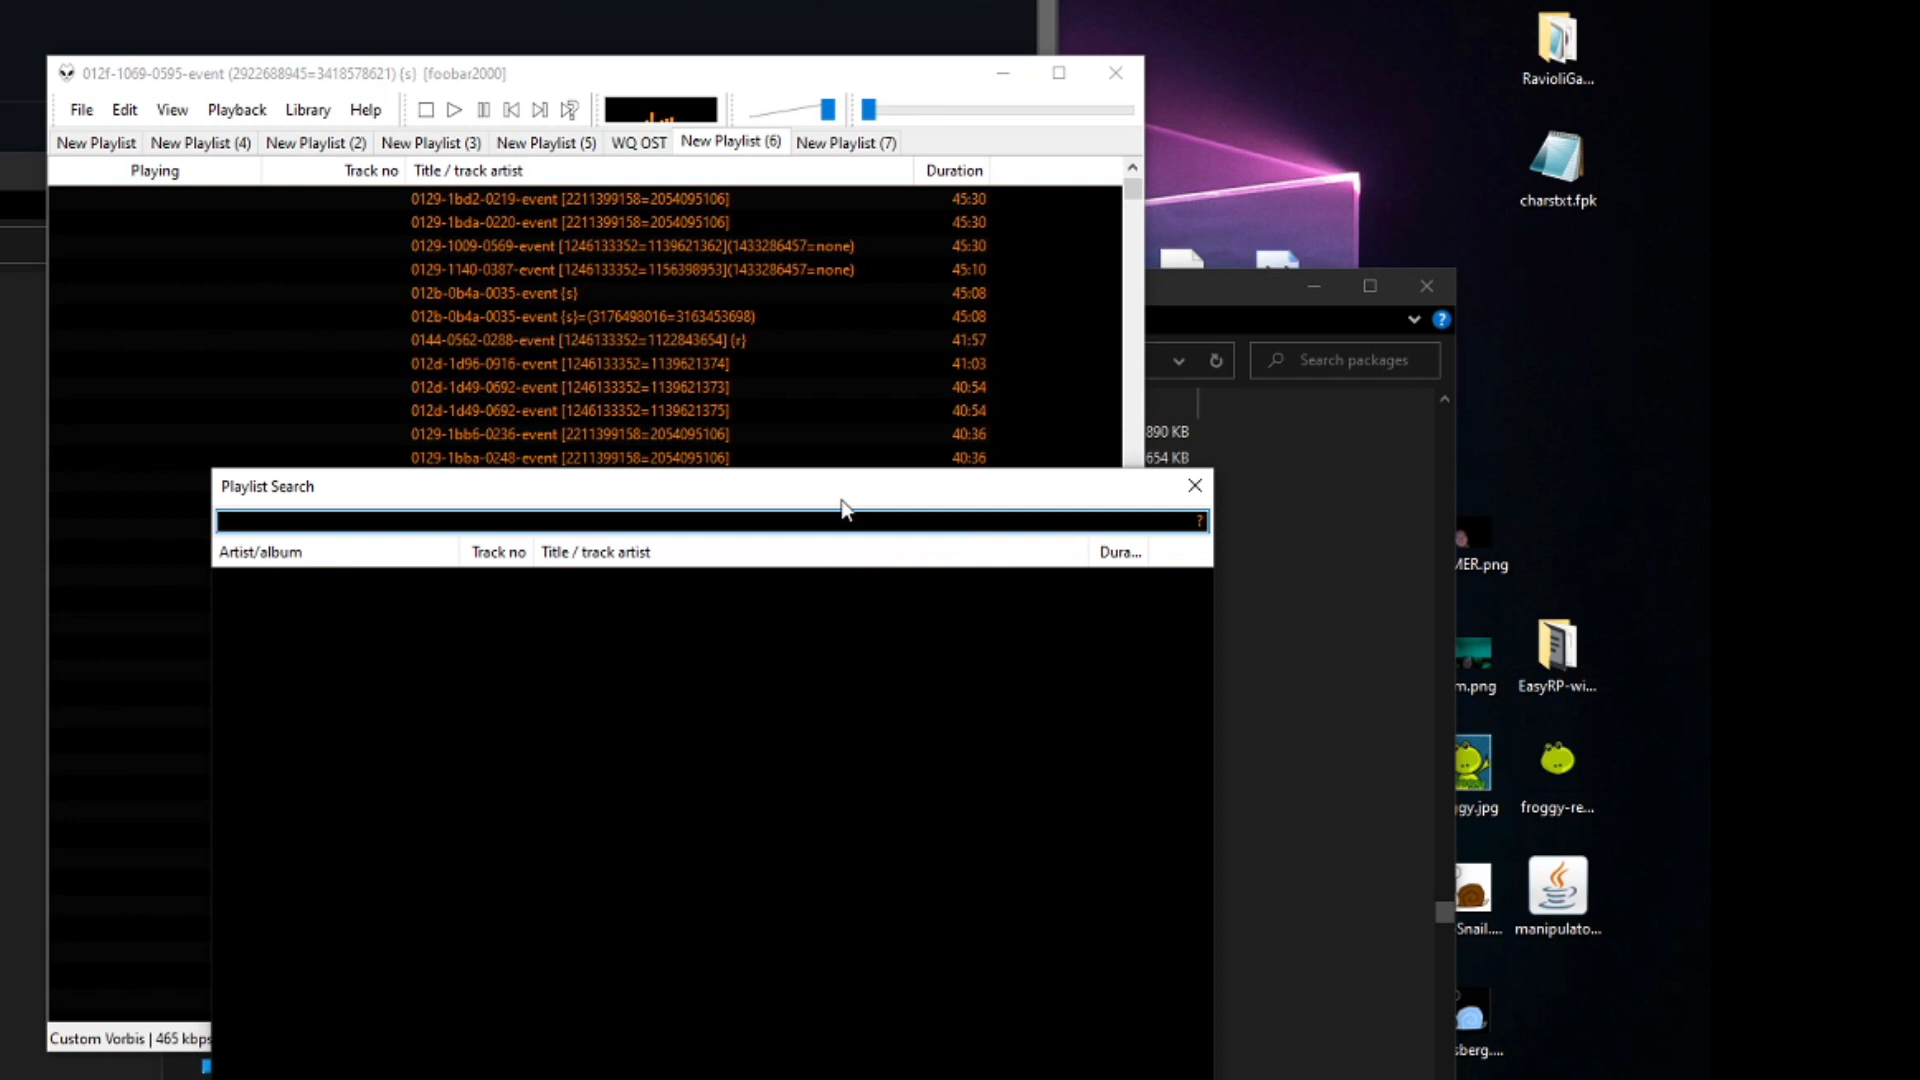 012f-1069-0595-event (2922688945=3418578621) {s} [foobar2000]
File Edit View Playback Library Help
New Playlist New Playlist (4) New Playlist (2) New Playlist (3) New Playlist (5) WQ OST New Playlist (6) New Playlist (7)
Playing Track no Title / track artist Duration
0129-1bd2-0219-event [2211399158=2054095106] 45:30
0129-1bda-0220-event [2211399158=2054095106] 45:30
0129-1009-0569-event [1246133352=1139621362](1433286457=none) 45:30
0129-1140-0387-event [1246133352=1156398953](1433286457=none) 45:10
012b-0b4a-0035-event {s} 45:08
012b-0b4a-0035-event {s}=(3176498016=3163453698) 45:08
0144-0562-0288-event [1246133352=1122843654] {r} 41:57
012d-1d96-0916-event [1246133352=1139621374] 41:03
012d-1d49-0692-event [1246133352=1139621373] 40:54
012d-1d49-0692-event [1246133352=1139621375] 40:54
0129-1bb6-0236-event [2211399158=2054095106] 40:36
0129-1bba-0248-event [2211399158=2054095106] 40:36
Playlist Search
?
Artist/album Track no Title / track artist Dura...
Custom Vorbis | 465 kbps
?
Search packages
890 KB
654 KB
RavioliGa...
charstxt.fpk
MER.png
m.png
EasyRP-wi...
gy.jpg
froggy-re...
Snail....
manipulato...
sberg....